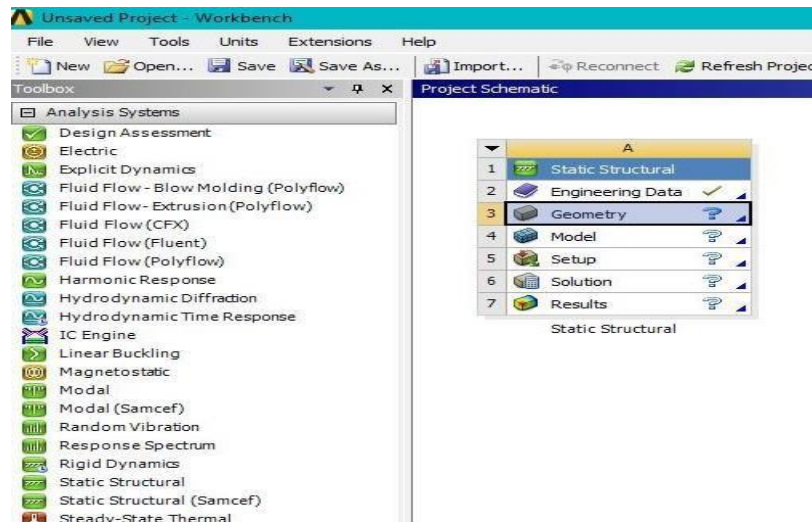 Unsaved Project - Workbench
File View Tools Units Extensions Help
New Open... Save Save As... Import... Reconnect Refresh Projec
Toolbox
Project Schematic
Analysis Systems
Design Assessment
Electric
Explicit Dynamics
Fluid Flow - Blow Molding (Polyflow)
Fluid Flow - Extrusion (Polyflow)
Fluid Flow (CFX)
Fluid Flow (Fluent)
Fluid Flow (Polyflow)
Harmonic Response
Hydrodynamic Diffraction
Hydrodynamic Time Response
IC Engine
Linear Buckling
Magnetostatic
Modal
Modal (Samcef)
Random Vibration
Response Spectrum
Rigid Dynamics
Static Structural
Static Structural (Samcef)
Steady-State Thermal
A
1 Static Structural
2 Engineering Data
3 Geometry ?
4 Model ?
5 Setup ?
6 Solution ?
7 Results ?
Static Structural